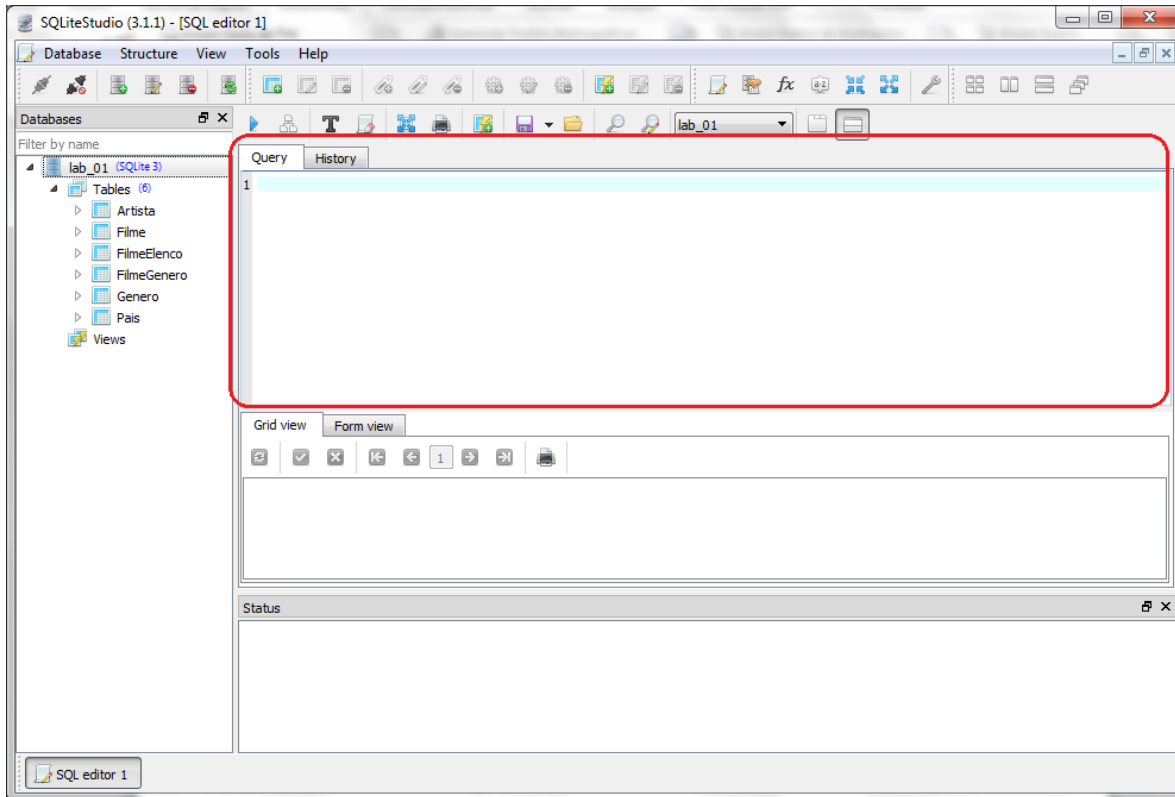 SQLiteStudio (3.1.1) - [SQL editor 1]
Database Structure View Tools Help
Databases
Filter by name
lab_01 (SQLite 3)
Tables (6)
Artista
Filme
FilmeElenco
FilmeGenero
Genero
Pais
Views
T
fx
a-z
lab_01
Query History
1
Grid view Form view
1
Status
SQL editor 1